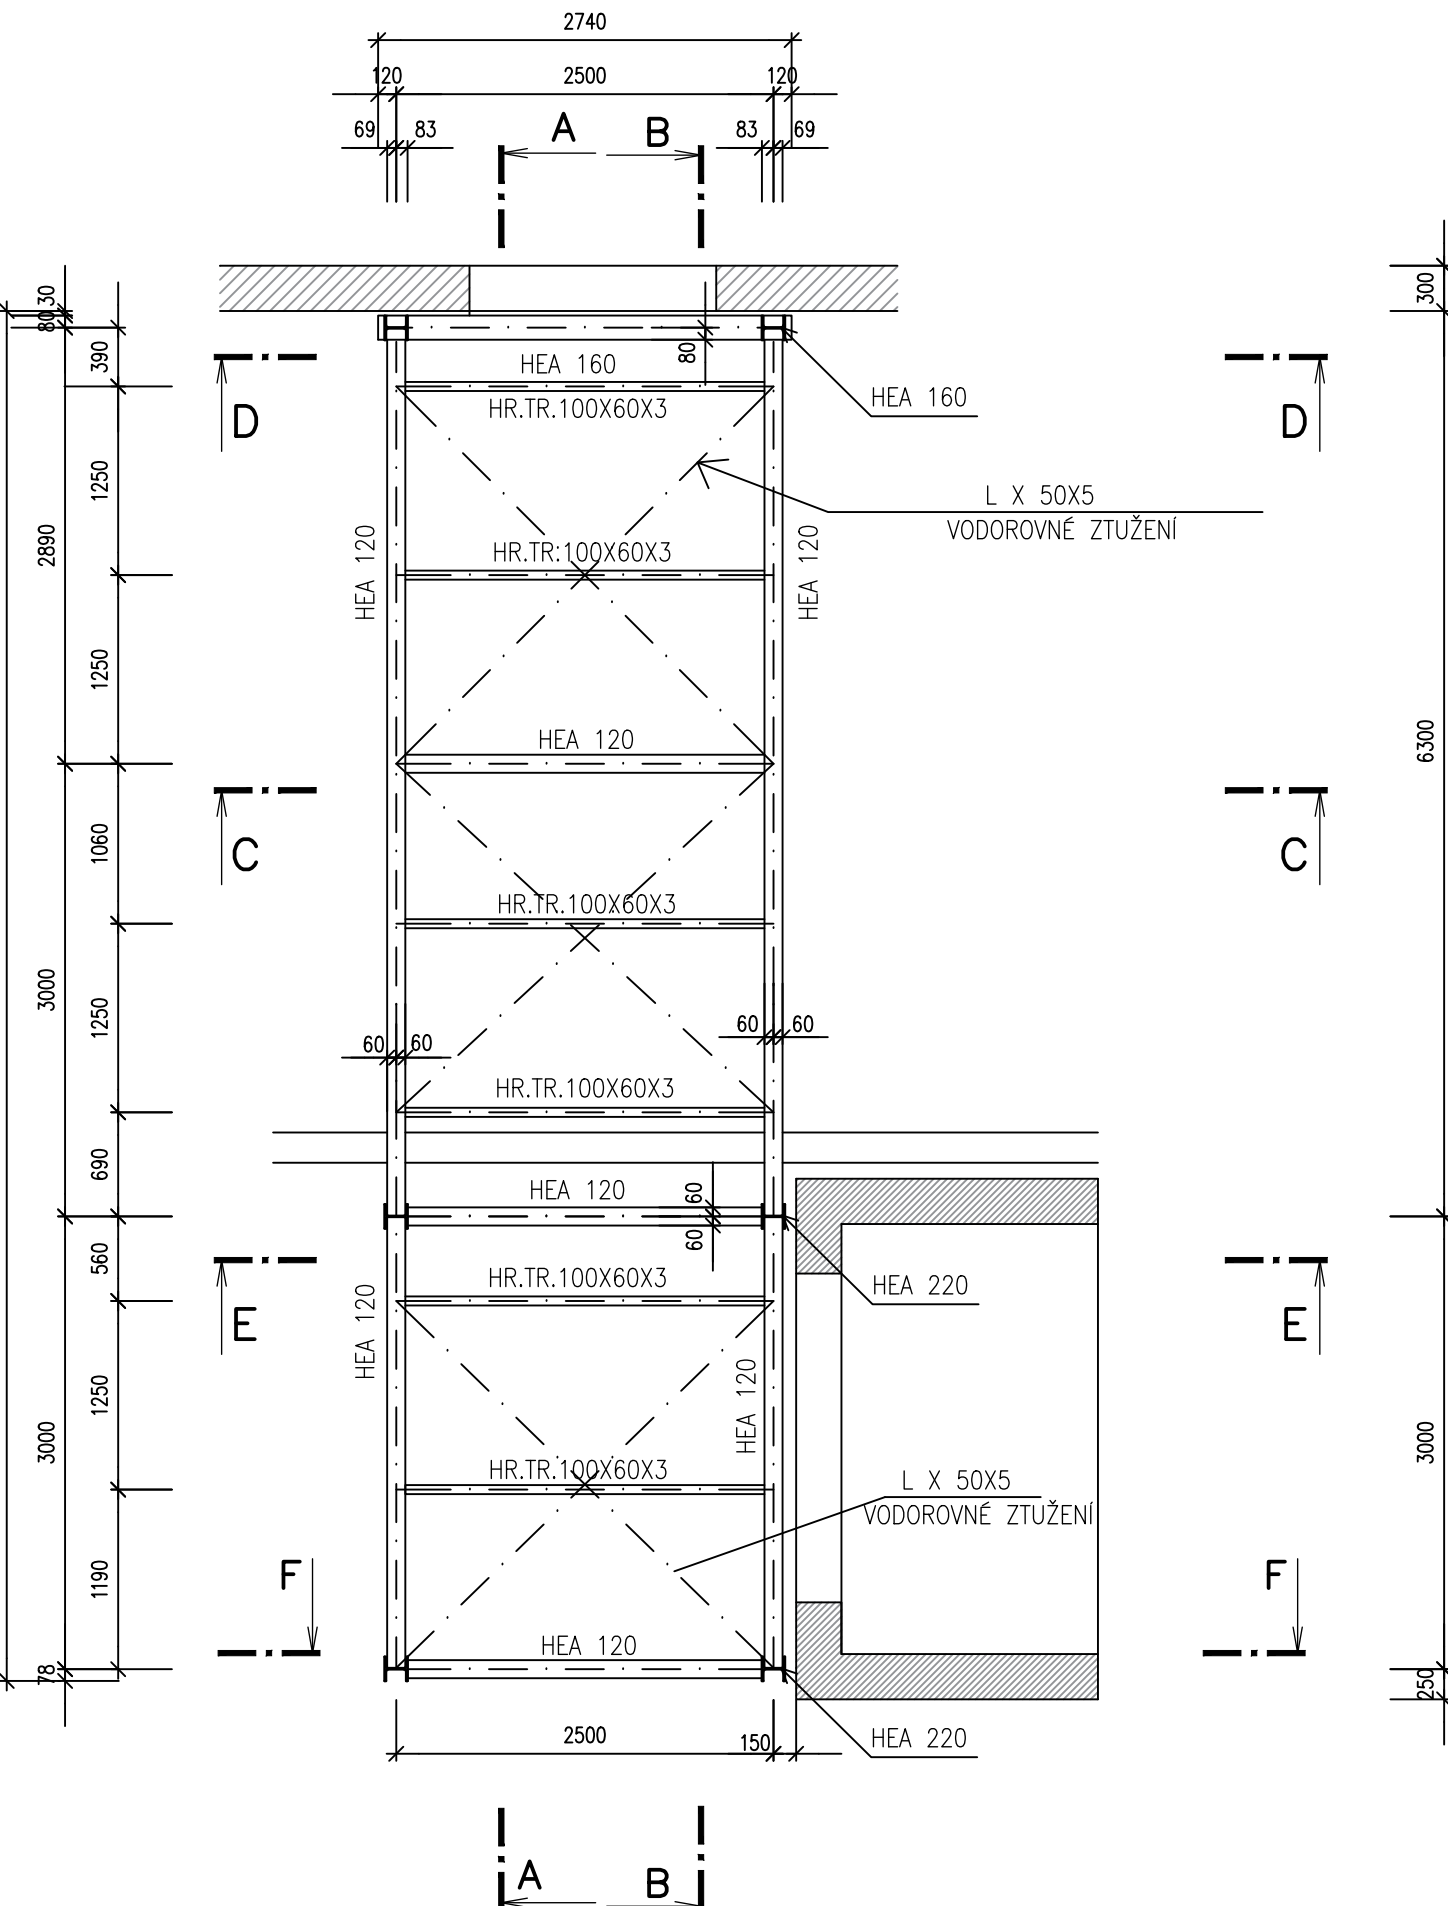 2740
120
2500
120
69
83
A
B
83
69
30
80
300
390
80
HEA 160
D
HR.TR.100X60X3
HEA 160
D
1250
L X 50X5
VODOROVNÉ ZTUŽENÍ
2890
HEA 120
HR.TR:100X60X3
HEA 120
1250
HEA 120
6300
C
C
1060
HR.TR.100X60X3
3000
1250
60
60
60
60
HR.TR.100X60X3
690
HEA 120
60
60
560
HR.TR.100X60X3
HEA 220
E
E
HEA 120
HEA 120
1250
3000
3000
HR.TR.100X60X3
L X 50X5
VODOROVNÉ ZTUŽENÍ
F
F
1190
HEA 120
78
250
2500
150
HEA 220
A
B